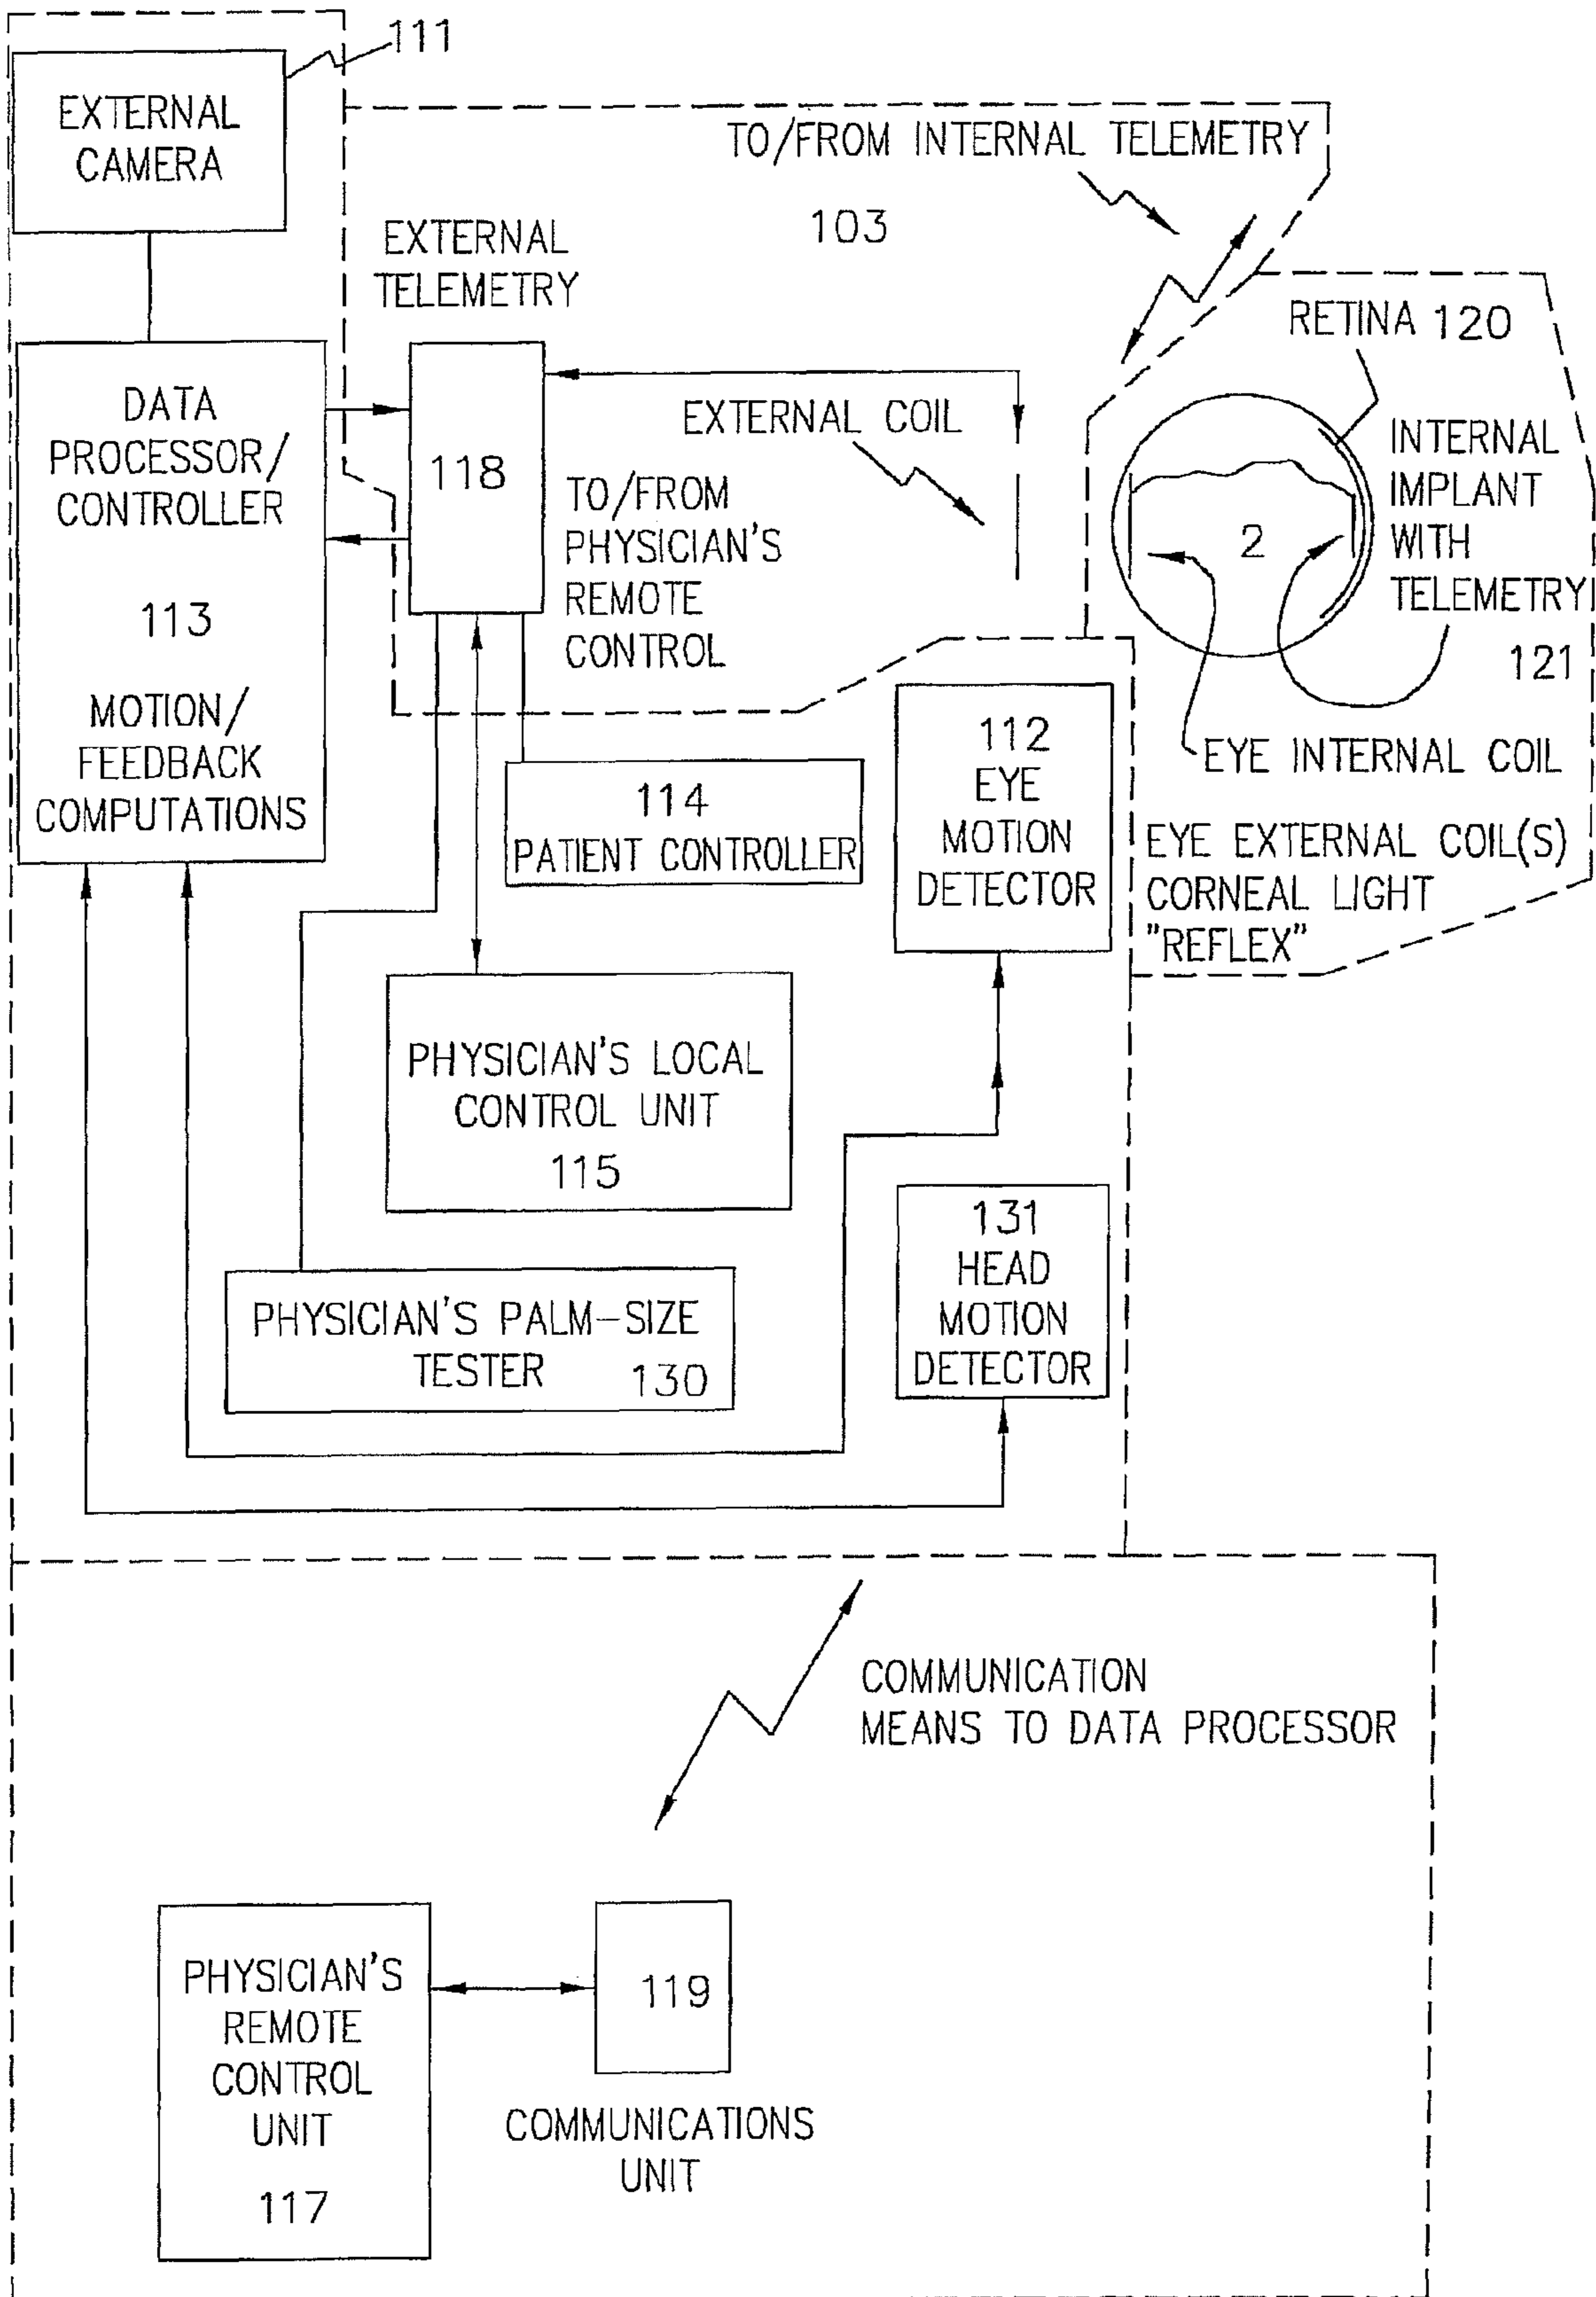 111
EXTERNAL
CAMERA
TO/FROM INTERNAL TELEMETRY
103
EXTERNAL
TELEMETRY
RETINA 120
DATA
PROCESSOR/
CONTROLLER
113
MOTION/
FEEDBACK
COMPUTATIONS
118
EXTERNAL COIL
TO/FROM
PHYSICIAN'S
REMOTE
CONTROL
2
INTERNAL
IMPLANT
WITH
TELEMETRY
121
EYE INTERNAL COIL
EYE EXTERNAL COIL(S)
CORNEAL LIGHT
"REFLEX"
112
EYE
MOTION
DETECTOR
114
PATIENT CONTROLLER
PHYSICIAN'S LOCAL
CONTROL UNIT
115
131
HEAD
MOTION
DETECTOR
PHYSICIAN'S PALM-SIZE
TESTER 130
COMMUNICATION
MEANS TO DATA PROCESSOR
PHYSICIAN'S
REMOTE
CONTROL
UNIT
117
119
COMMUNICATIONS
UNIT